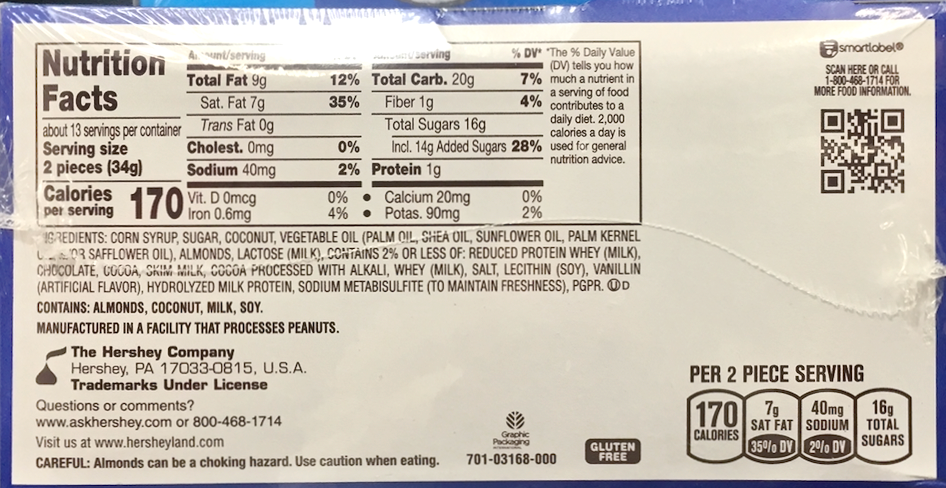 Nutrition
Facts
about 13 servings per container
Serving size
2 pieces (34g)
Calories
per serving
170
Amount/serving
Total Fat 9g 12%
Sat. Fat 7g 35%
Trans Fat 0g
Cholest. 0mg 0%
Sodium 40mg 2%
% DV*
Total Carb. 20g 7%
Fiber 1g 4%
Total Sugars 16g
Incl. 14g Added Sugars 28%
Protein 1g
Vit. D 0mcg 0% • Calcium 20mg 0%
Iron 0.6mg 4% • Potas. 90mg 2%
*The % Daily Value
(DV) tells you how
much a nutrient in
a serving of food
contributes to a
daily diet. 2,000
calories a day is
used for general
nutrition advice.
smartlabel®
SCAN HERE OR CALL
1-800-468-1714 FOR
MORE FOOD INFORMATION.
INGREDIENTS: CORN SYRUP, SUGAR, COCONUT, VEGETABLE OIL (PALM OIL, SHEA OIL, SUNFLOWER OIL, PALM KERNEL
SAFFLOWER OIL), ALMONDS, LACTOSE (MILK), CONTAINS 2% OR LESS OF: REDUCED PROTEIN WHEY (MILK),
CHOCOLATE, COCOA, SKIM MILK, COCOA PROCESSED WITH ALKALI, WHEY (MILK), SALT, LECITHIN (SOY), VANILLIN
(ARTIFICIAL FLAVOR), HYDROLYZED MILK PROTEIN, SODIUM METABISULFITE (TO MAINTAIN FRESHNESS), PGPR. Ⓤ D
CONTAINS: ALMONDS, COCONUT, MILK, SOY.
MANUFACTURED IN A FACILITY THAT PROCESSES PEANUTS.
The Hershey Company
Hershey, PA 17033-0815, U.S.A.
Trademarks Under License
Questions or comments?
www.askhershey.com or 800-468-1714
Visit us at www.hersheyland.com
CAREFUL: Almonds can be a choking hazard. Use caution when eating.
Graphic
Packaging
701-03168-000
GLUTEN
FREE
PER 2 PIECE SERVING
170
CALORIES
7g
SAT FAT
35% DV
40mg
SODIUM
2% DV
16g
TOTAL
SUGARS